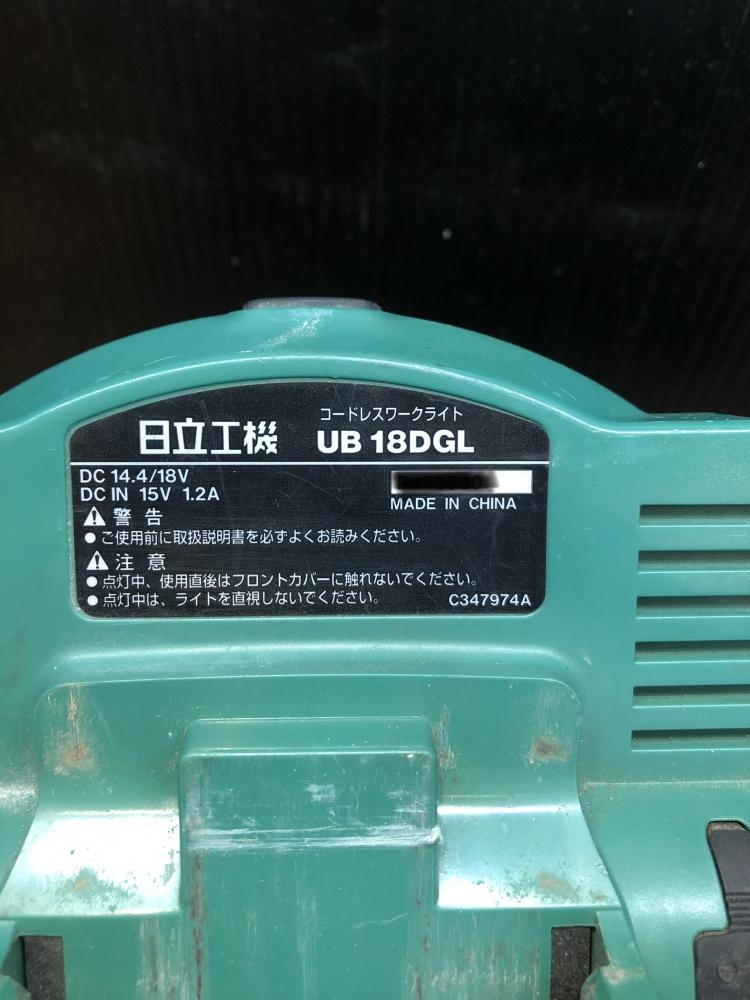 コードレスワークライト
日立工機 UB 18DGL
DC 14.4/18V
DC IN 15V 1.2A
MADE IN CHINA
警告
●ご使用前に取扱説明書を必ずよくお読みください。
注意
●点灯中、使用直後はフロントカバーに触れないでください。
●点灯中は、ライトを直視しないでください。
C347974A